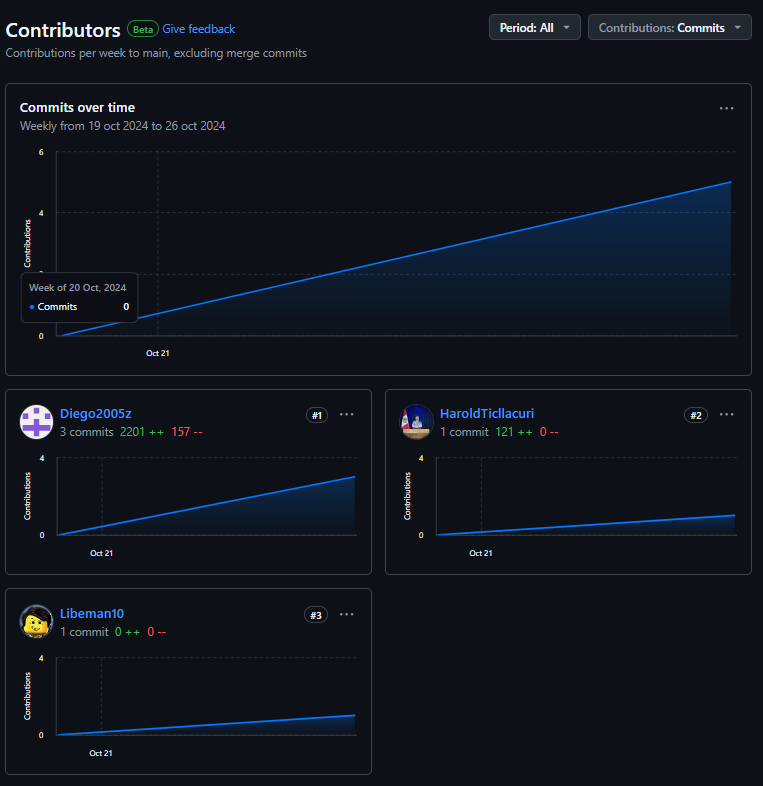 Contributors Beta Give feedback
Period: All
Contributions: Commits
Contributions per week to main, excluding merge commits
Commits over time
Weekly from 19 oct 2024 to 26 oct 2024
6
4
0
Contributions
Week of 20 Oct, 2024
Commits 0
Oct 21
Diego2005z #1
3 commits 2201 ++ 157 --
4
0
Contributions
Oct 21
HaroldTicllacuri #2
1 commit 121 ++ 0 --
4
0
Contributions
Oct 21
Libeman10 #3
1 commit 0 ++ 0 --
4
0
Contributions
Oct 21